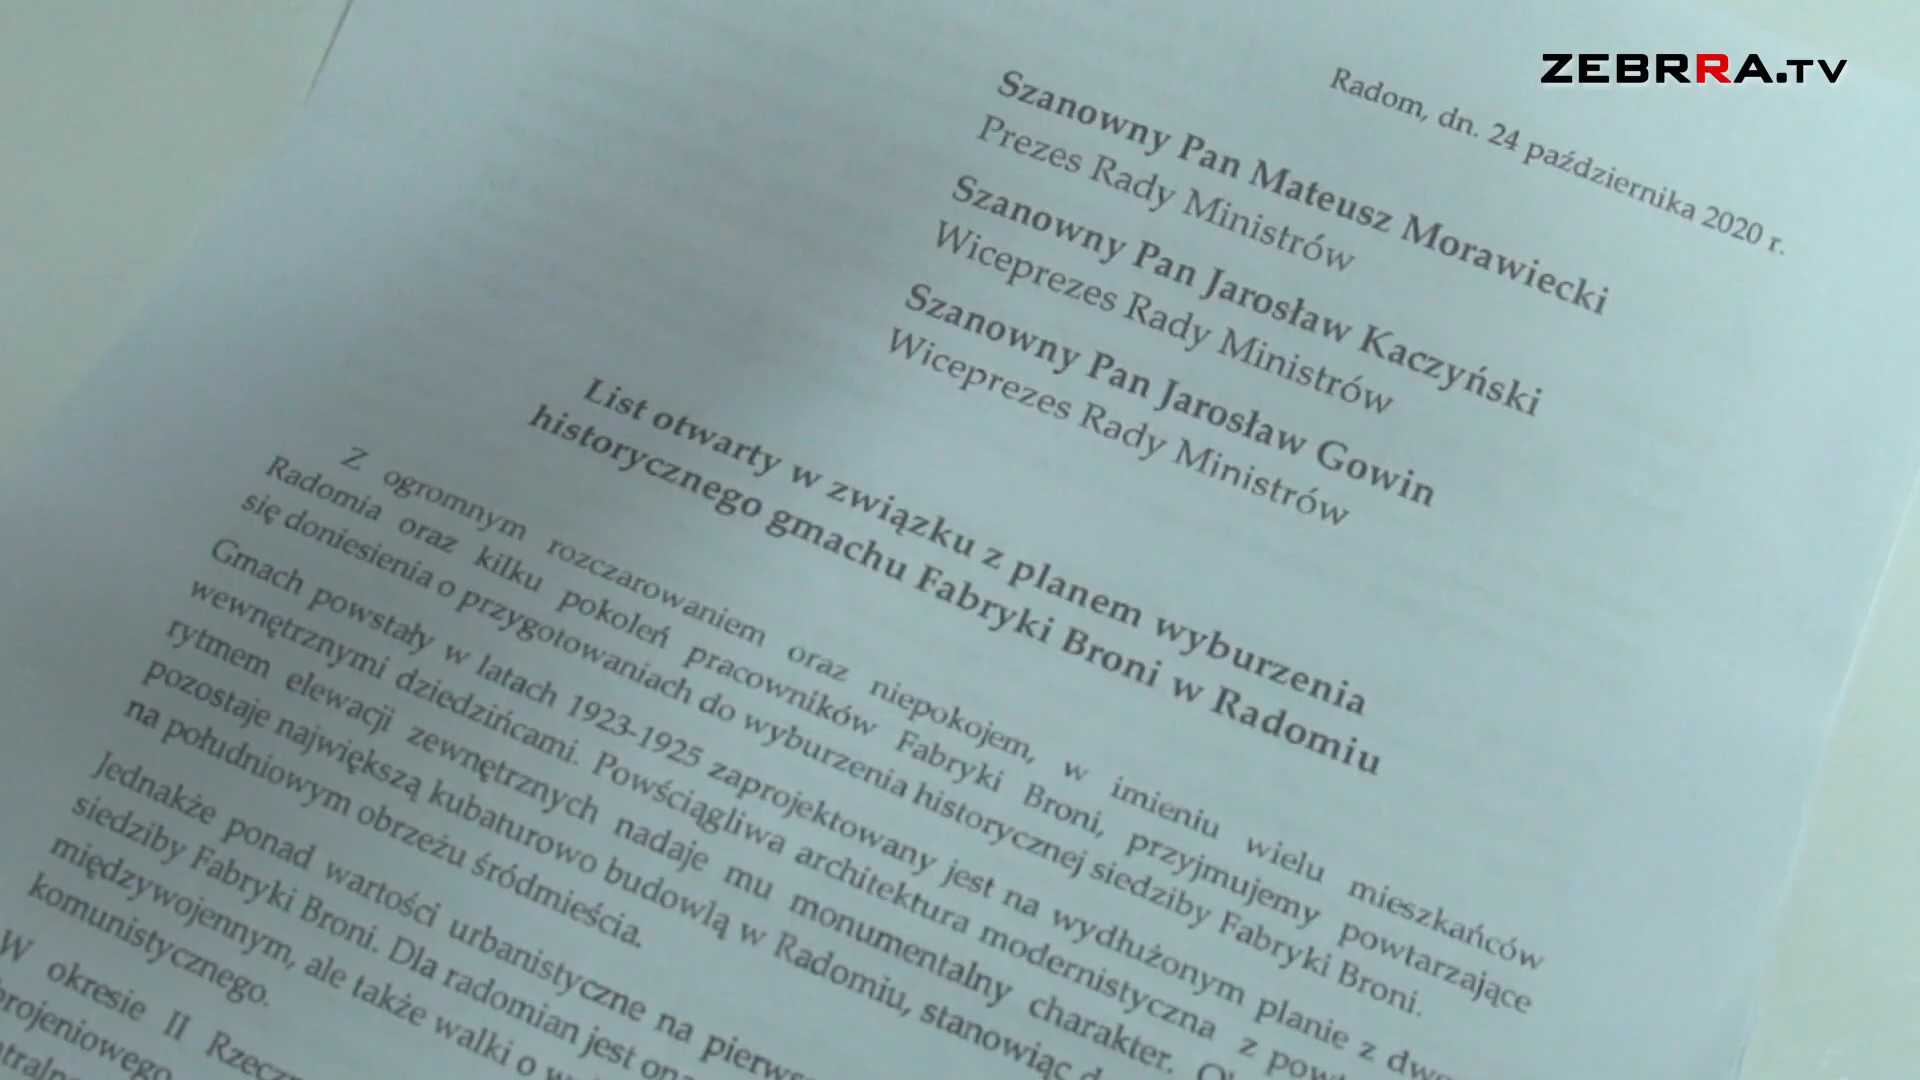 ZEBRRA.TV
Radom, dn. 24 października 2020 r.
Szanowny Pan Mateusz Morawiecki
Prezes Rady Ministrów
Szanowny Pan Jarosław Kaczyński
Wiceprezes Rady Ministrów
Szanowny Pan Jarosław Gowin
Wiceprezes Rady Ministrów
List otwarty w związku z planem wyburzenia
historycznego gmachu Fabryki Broni w Radomiu
Z ogromnym rozczarowaniem oraz niepokojem, w imieniu wielu mieszkańców
Radomia oraz kilku pokoleń pracowników Fabryki Broni, przyjmujemy powtarzające
się doniesienia o przygotowaniach do wyburzenia historycznej siedziby Fabryki Broni.
Gmach powstały w latach 1923-1925 zaprojektowany jest na wydłużonym planie z
wewnętrznymi dziedzińcami. Powściągliwa architektura modernistyczna z
rytmem elewacji zewnętrznych nadaje mu monumentalny charakter.
pozostaje największą kubaturowo budowlą w Radomiu, stanowiąc
na południowym obrzeżu śródmieścia.
Jednakże ponad wartości urbanistyczne na
siedziby Fabryki Broni. Dla radomian jest
międzywojennym, ale także walki o
komunistycznego.
W okresie II